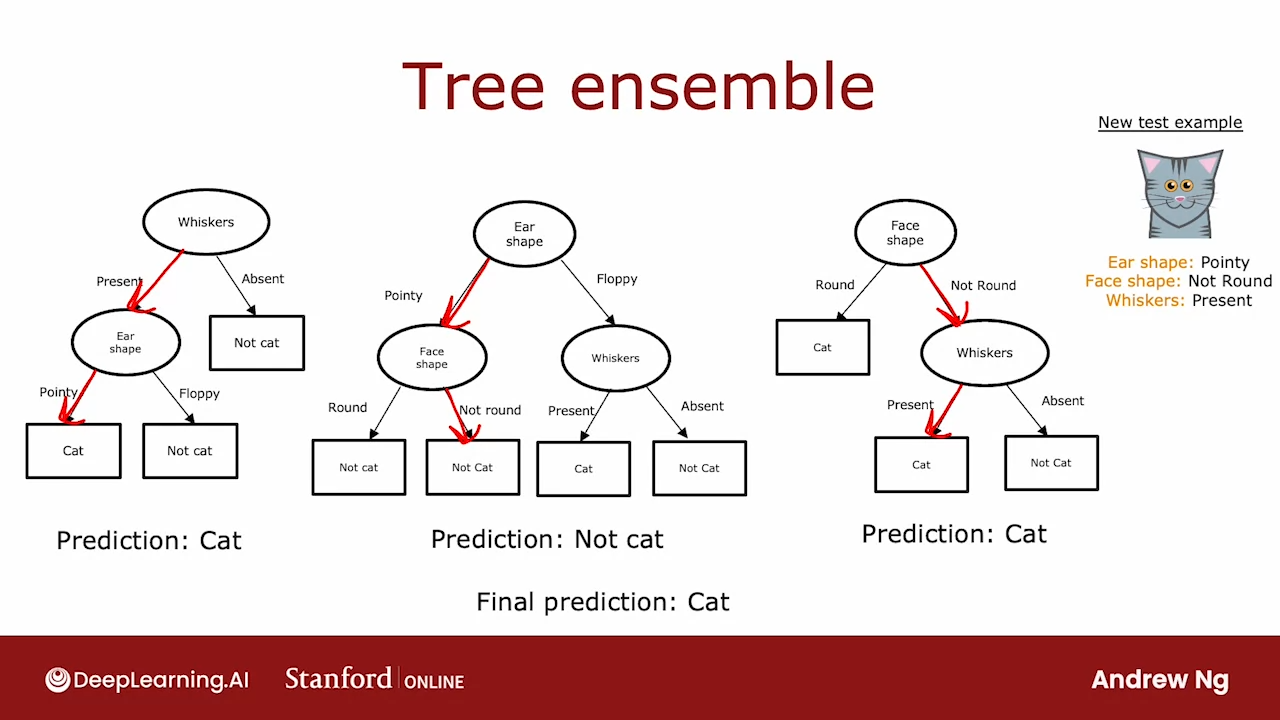 Tree ensemble
New test example
Ear shape: Pointy
Face shape: Not Round
Whiskers: Present
Whiskers
Present
Absent
Ear
shape
Not cat
Pointy
Floppy
Cat
Not cat
Prediction: Cat
Ear
shape
Pointy
Floppy
Face
shape
Whiskers
Round
Not round
Present
Absent
Not cat
Not Cat
Cat
Not Cat
Prediction: Not cat
Face
shape
Round
Not Round
Cat
Whiskers
Present
Absent
Cat
Not Cat
Prediction: Cat
Final prediction: Cat
DeepLearning.AI
Stanford ONLINE
Andrew Ng